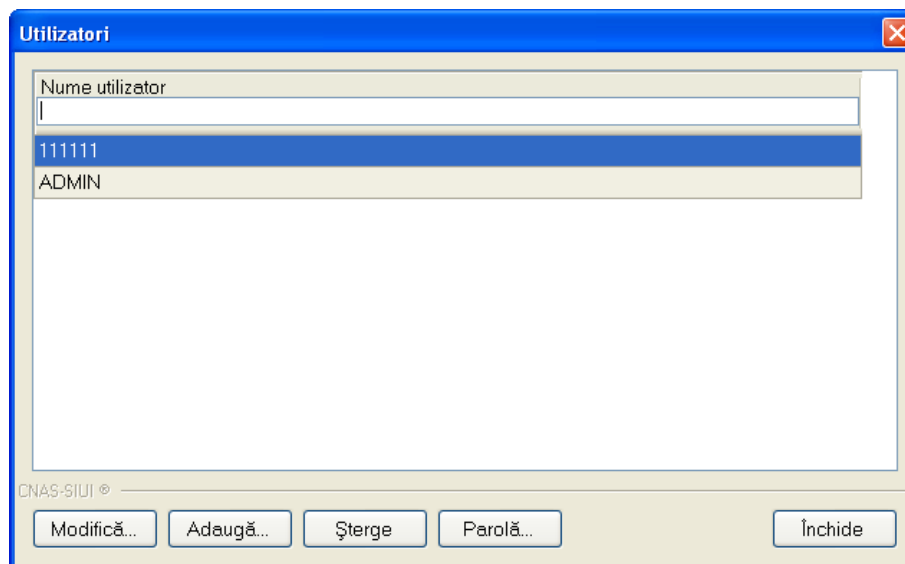 Utilizatori
Nume utilizator
111111
ADMIN
CNAS-SIUI ®
Modifică... Adaugă... Şterge Parolă... Închide